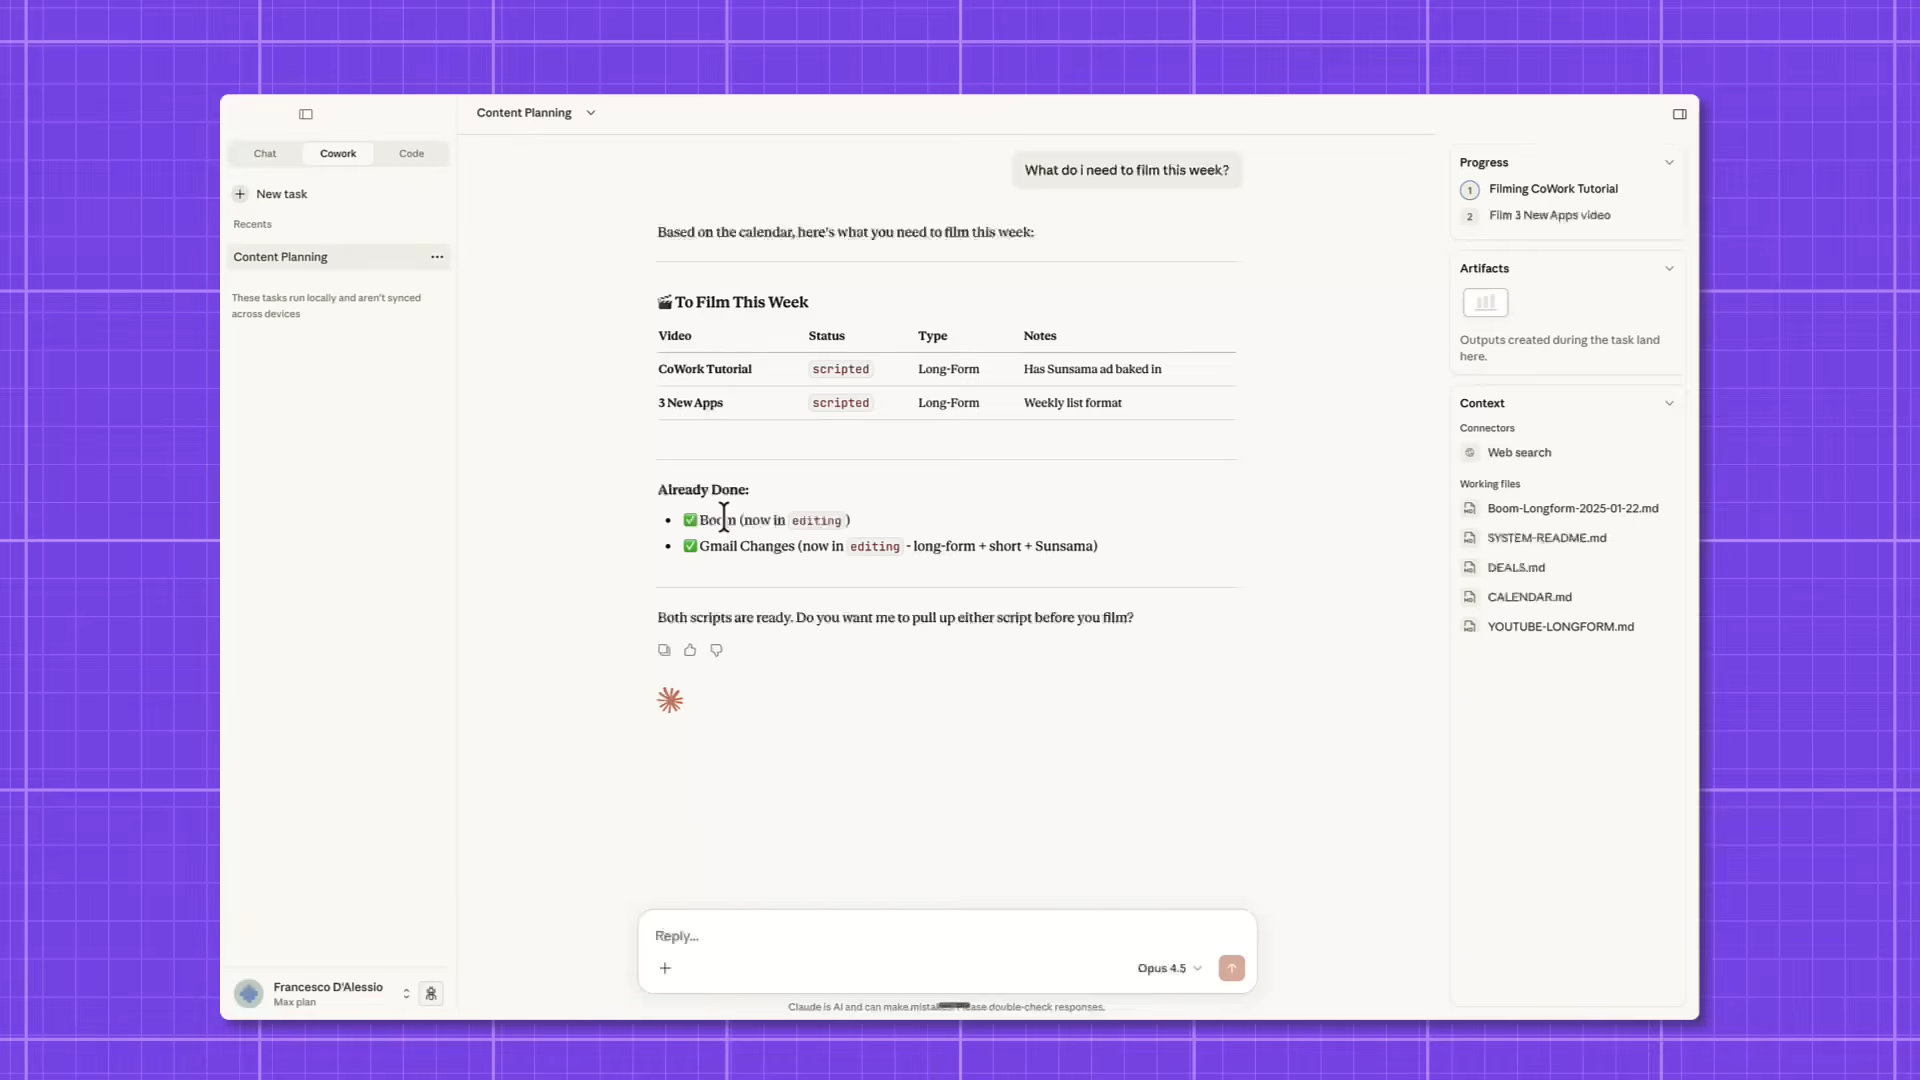 Content Planning
Chat
Cowork
Code
New task
Recents
Content Planning
These tasks run locally and aren't synced
across devices
Francesco D'Alessio
Max plan
What do i need to film this week?
Based on the calendar, here's what you need to film this week:
🎬 To Film This Week
Video Status Type Notes
CoWork Tutorial scripted Long-Form Has Sunsama ad baked in
3 New Apps scripted Long-Form Weekly list format
Already Done:
• ✅ Boom (now in editing )
• ✅ Gmail Changes (now in editing - long-form + short + Sunsama)
Both scripts are ready. Do you want me to pull up either script before you film?
Reply...
Opus 4.5
Claude is AI and can make mistakes. Please double-check responses.
Progress
1 Filming CoWork Tutorial
2 Film 3 New Apps video
Artifacts
Outputs created during the task land
here.
Context
Connectors
Web search
Working files
Boom-Longform-2025-01-22.md
SYSTEM-README.md
DEALS.md
CALENDAR.md
YOUTUBE-LONGFORM.md